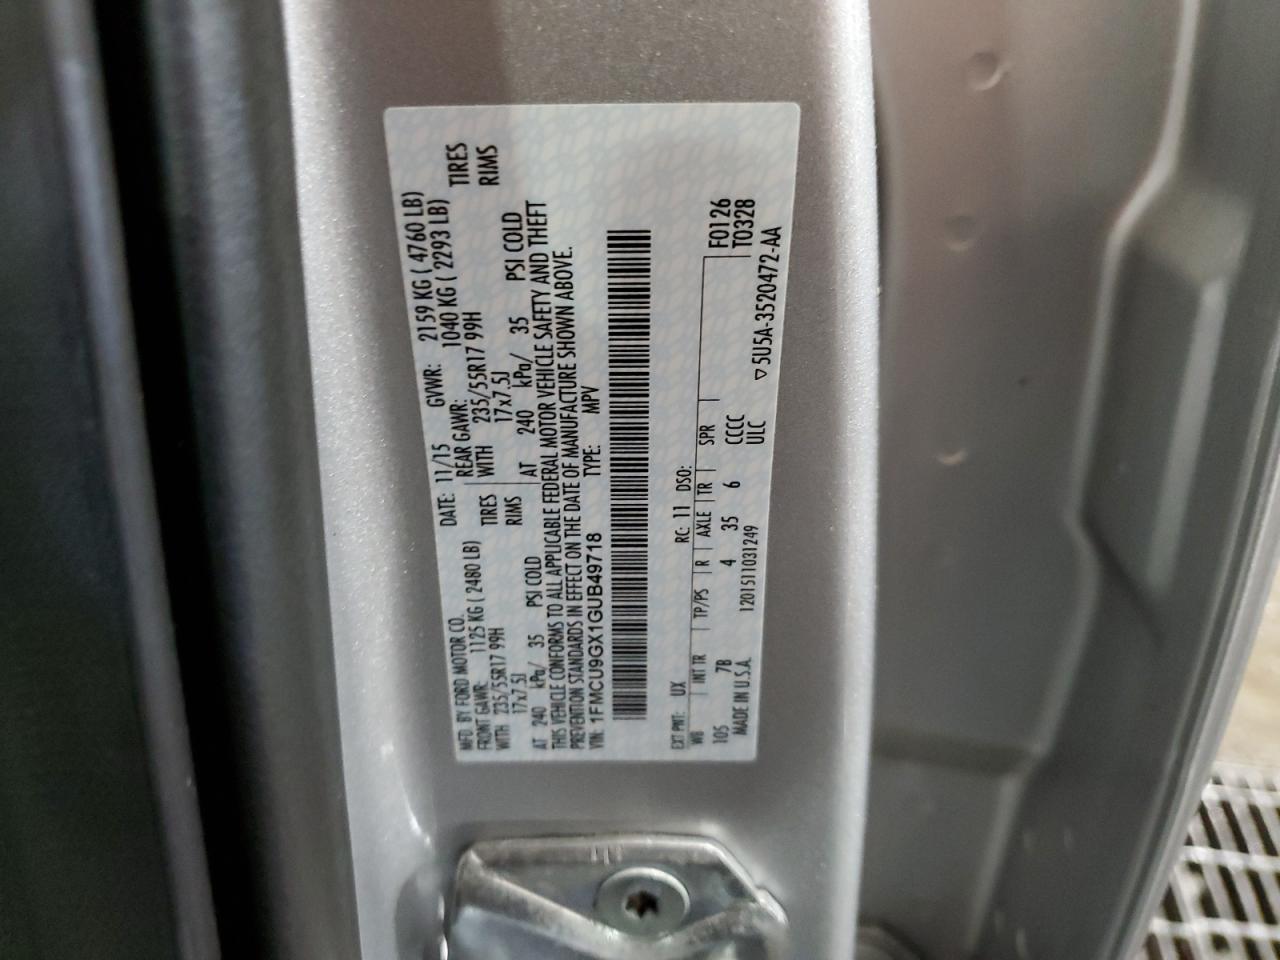 MFD. BY FORD MOTOR CO.
DATE: 11/15 GVWR: 2159 KG ( 4760 LB)
FRONT GAWR: 1125 KG ( 2480 LB) REAR GAWR: 1040 KG ( 2293 LB)
WITH 235/55R17 99H TIRES WITH 235/55R17 99H TIRES
17x7.5J RIMS 17x7.5J RIMS
AT 240 kPa/ 35 PSI COLD AT 240 kPa/ 35 PSI COLD
THIS VEHICLE CONFORMS TO ALL APPLICABLE FEDERAL MOTOR VEHICLE SAFETY AND THEFT
PREVENTION STANDARDS IN EFFECT ON THE DATE OF MANUFACTURE SHOWN ABOVE.
VIN: 1FMCU9GX1GUB49718 TYPE: MPV
EXT PNT: UX RC: 11 DSO: F0126
WB INT TR TP/PS R AXLE TR SPR T0328
105 7B 4 35 6 CCCC
MADE IN U.S.A. 1201511031249 ULC ▽5U5A-3520472-AA